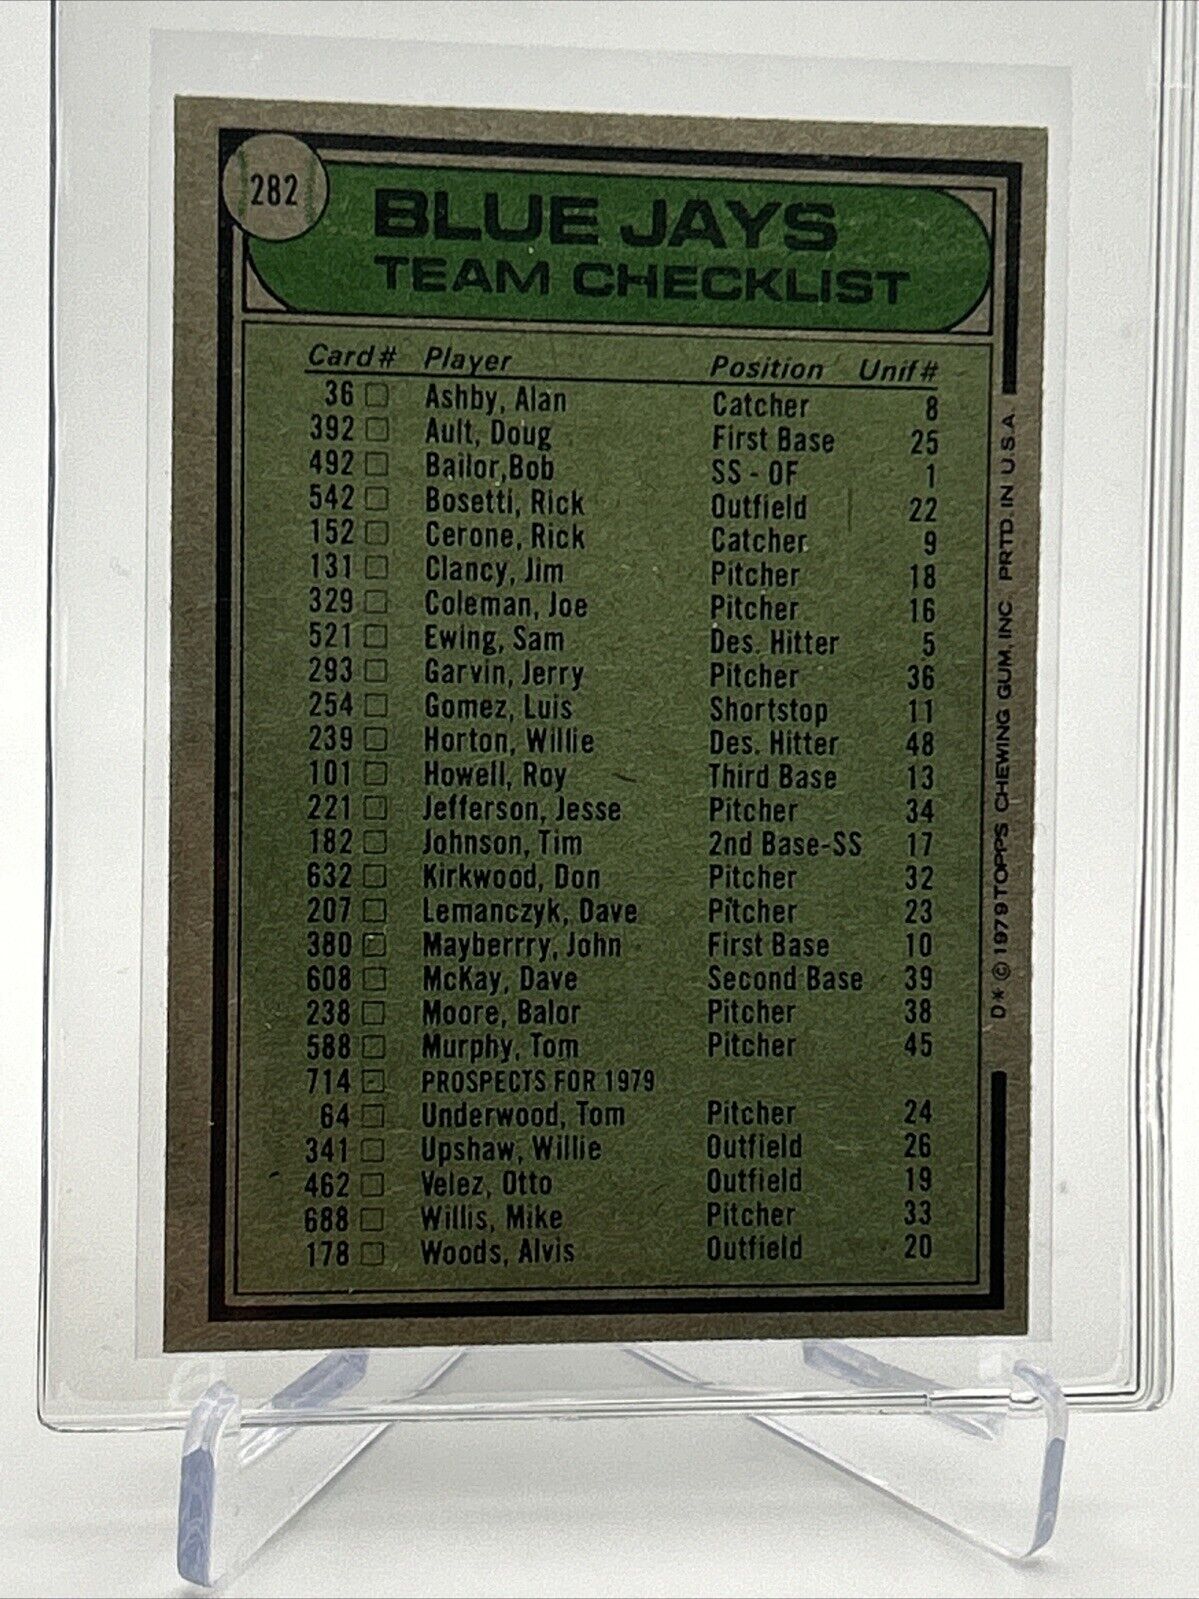 282
BLUE JAYS
TEAM CHECKLIST
Card # Player Position Unif #
36 Ashby, Alan Catcher 8
392 Ault, Doug First Base 25
492 Bailor,Bob SS - OF 1
542 Bosetti, Rick Outfield 22
152 Cerone, Rick Catcher 9
131 Clancy, Jim Pitcher 18
329 Coleman, Joe Pitcher 16
521 Ewing, Sam Des. Hitter 5
293 Garvin, Jerry Pitcher 36
254 Gomez, Luis Shortstop 11
239 Horton, Willie Des. Hitter 48
101 Howell, Roy Third Base 13
221 Jefferson, Jesse Pitcher 34
182 Johnson, Tim 2nd Base-SS 17
632 Kirkwood, Don Pitcher 32
207 Lemanczyk, Dave Pitcher 23
380 Mayberrry, John First Base 10
608 McKay, Dave Second Base 39
238 Moore, Balor Pitcher 38
588 Murphy, Tom Pitcher 45
714 PROSPECTS FOR 1979
64 Underwood, Tom Pitcher 24
341 Upshaw, Willie Outfield 26
462 Velez, Otto Outfield 19
688 Willis, Mike Pitcher 33
178 Woods, Alvis Outfield 20
D* © 1979 TOPPS CHEWING GUM, INC. PRTD. IN U.S.A.